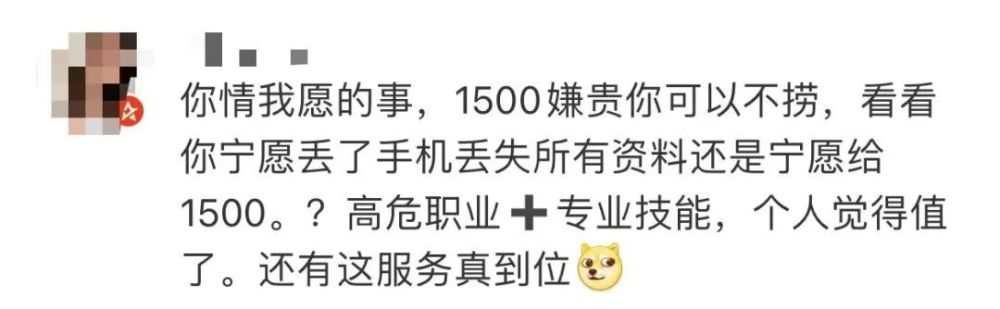 你情我愿的事，1500嫌贵你可以不捞，看看
你宁愿丢了手机丢失所有资料还是宁愿给
1500。？高危职业➕专业技能，个人觉得值
了。还有这服务真到位